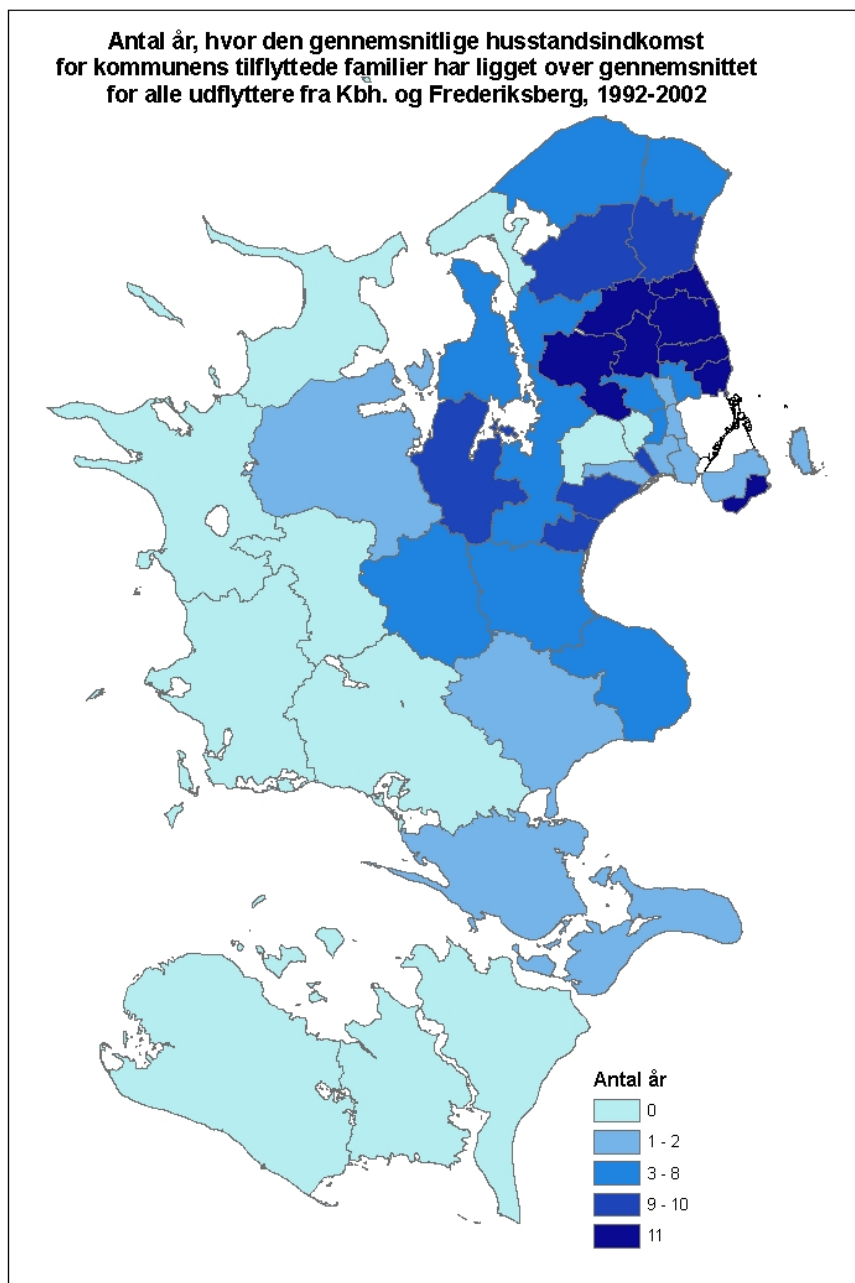 Antal år, hvor den gennemsnitlige husstandsindkomst
for kommunens tilflyttede familier har ligget over gennemsnittet
for alle udflyttere fra Kbh. og Frederiksberg, 1992-2002
Antal år
0
1 - 2
3 - 8
9 - 10
11